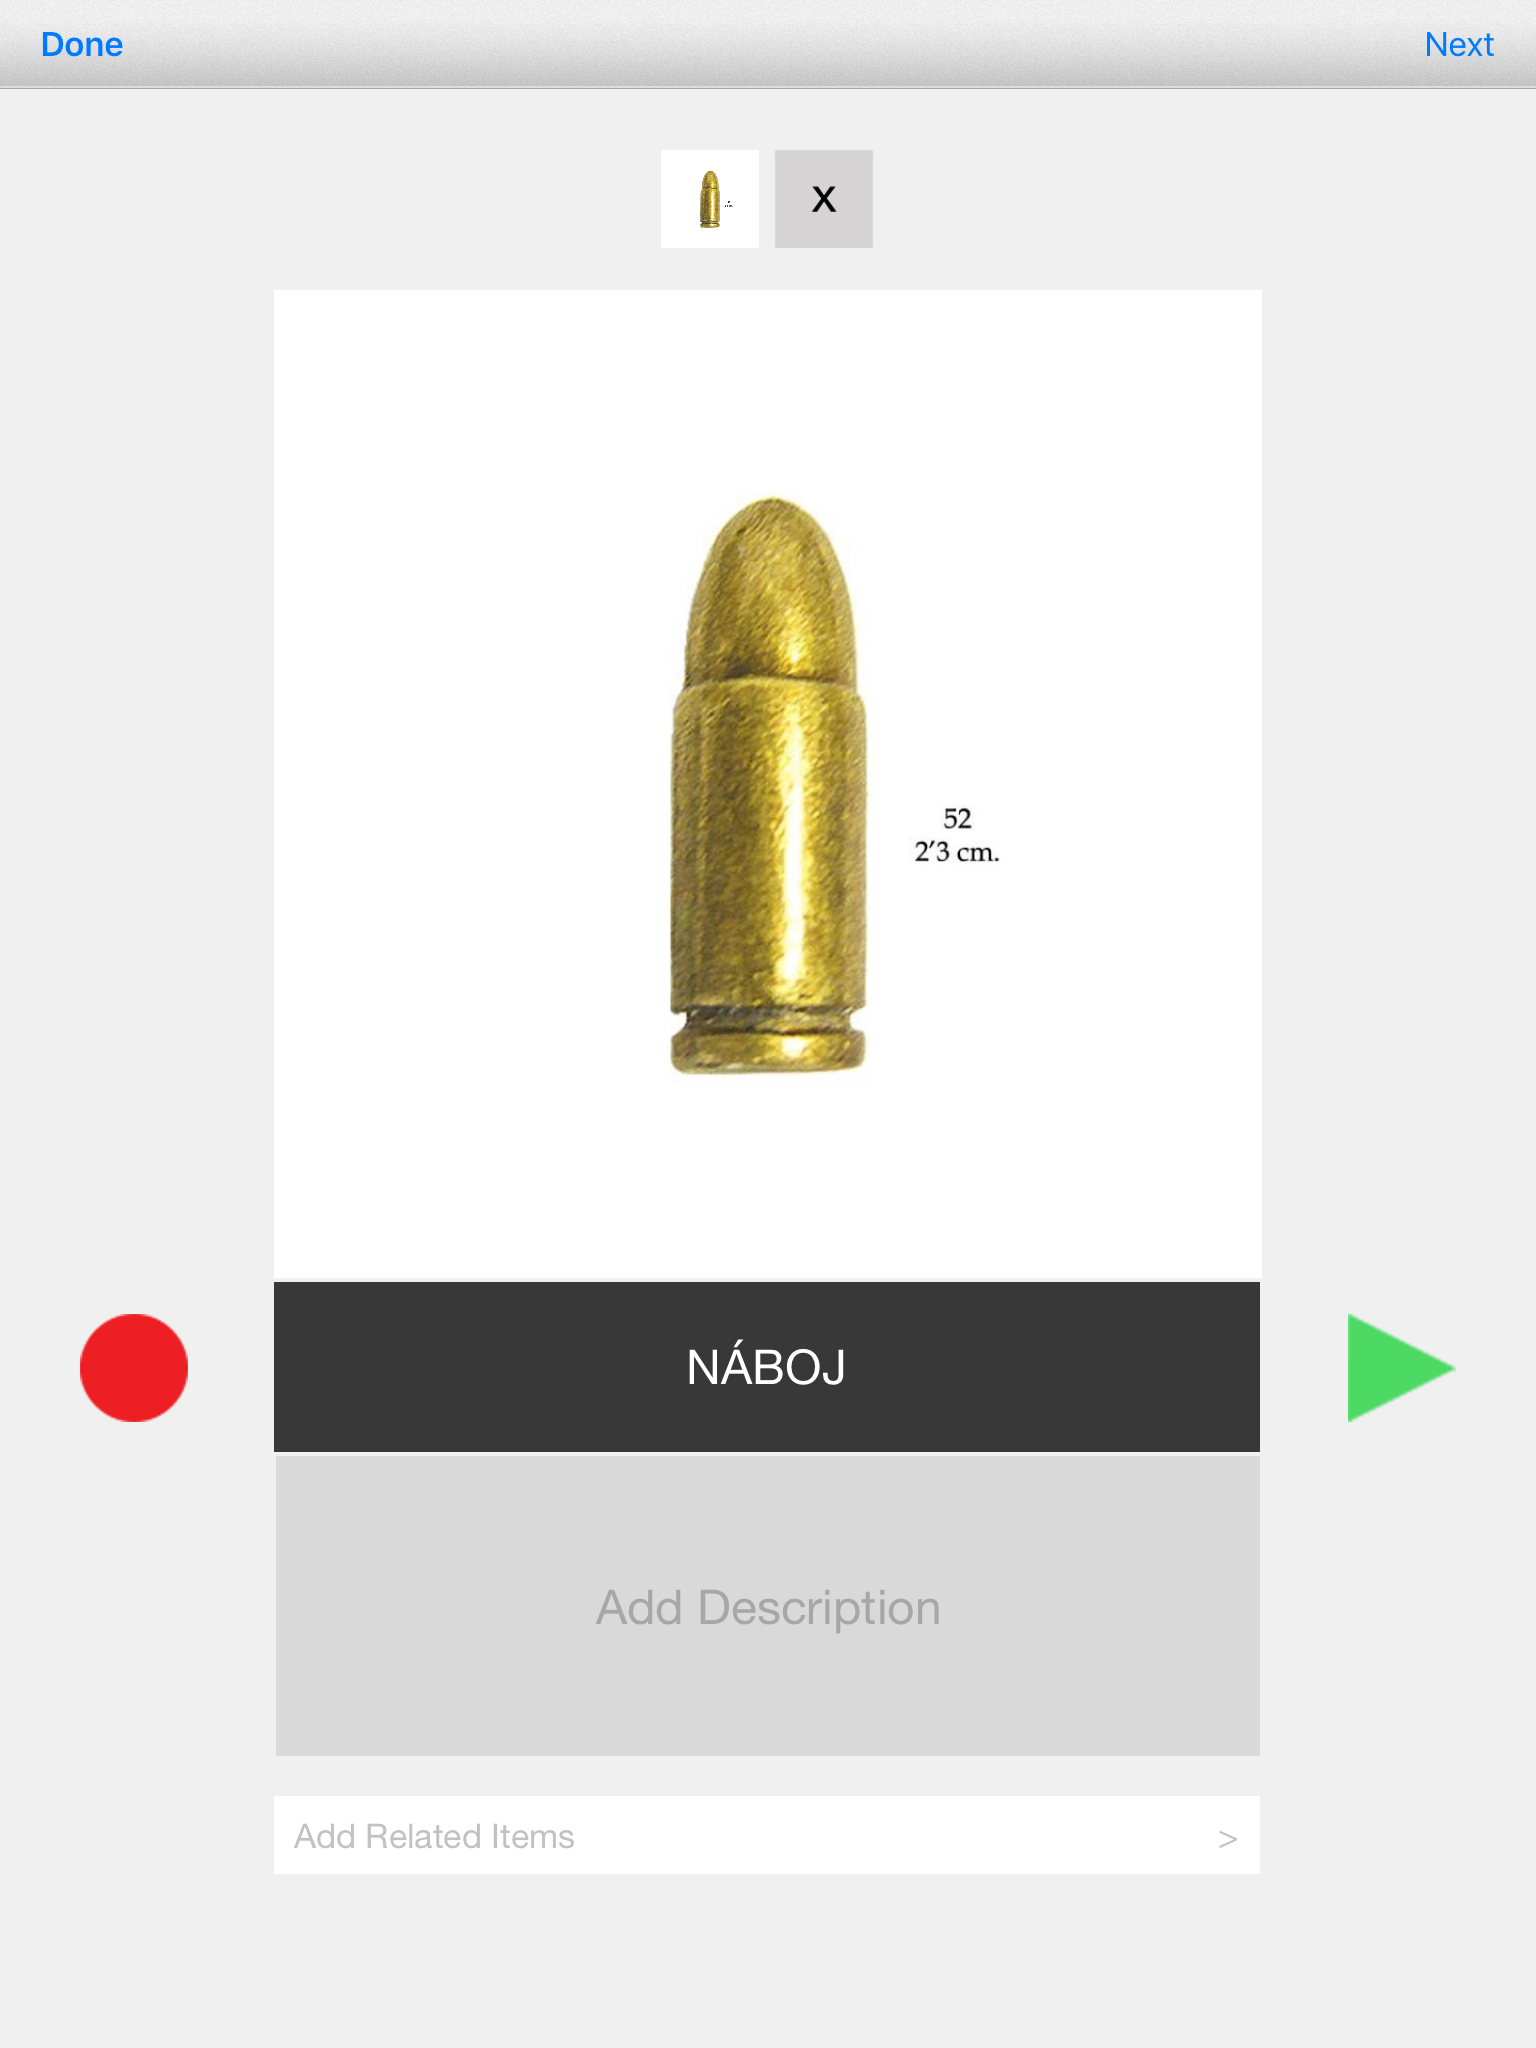 Done
Next
X
52
2'3 cm.
NÁBOJ
Add Description
Add Related Items >